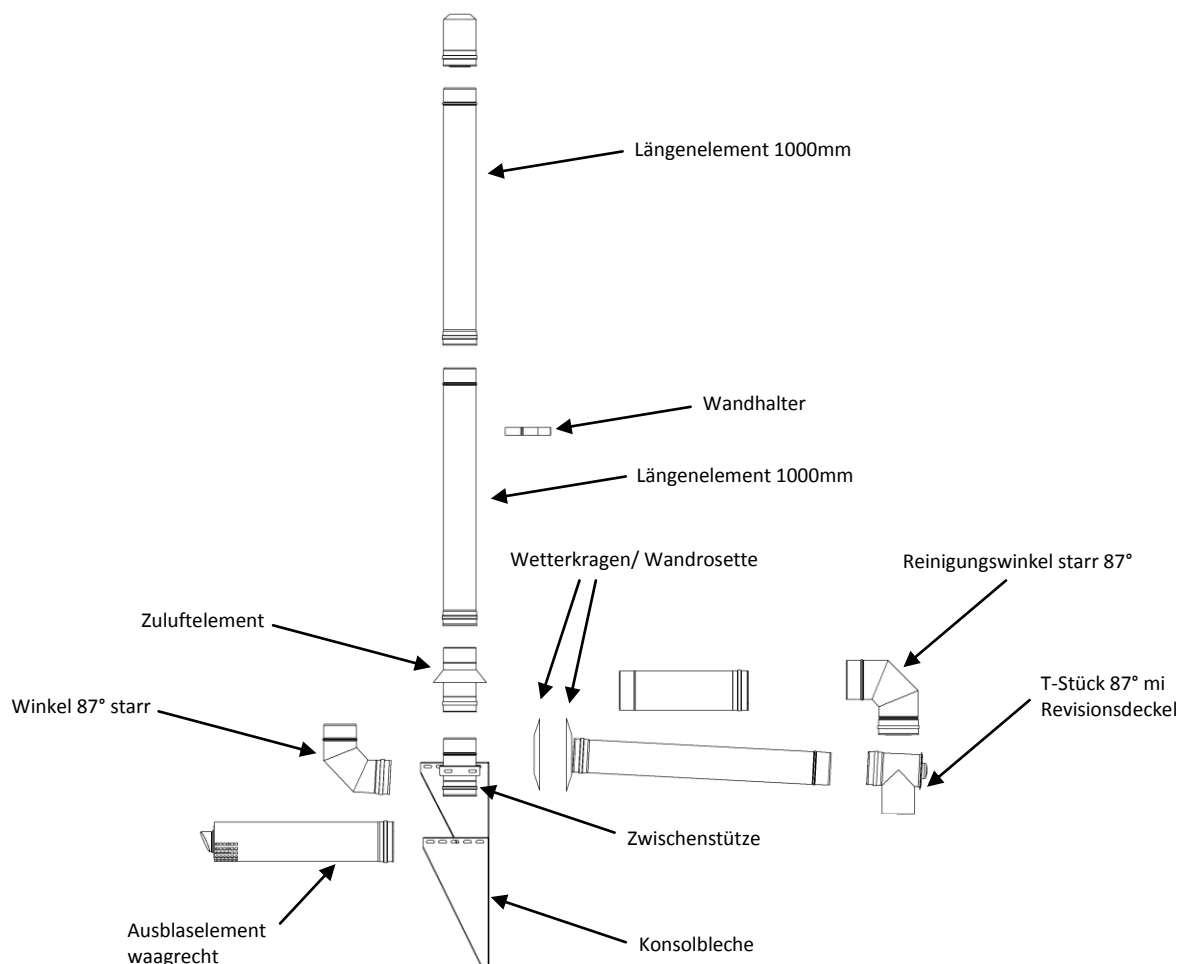 Längenelement 1000mm
Wandhalter
Längenelement 1000mm
Wetterkragen/ Wandrosette
Reinigungswinkel starr 87°
Zuluftelement
T-Stück 87° mi
Revisionsdeckel
Winkel 87° starr
Zwischenstütze
Ausblaselement
waagrecht
Konsolbleche